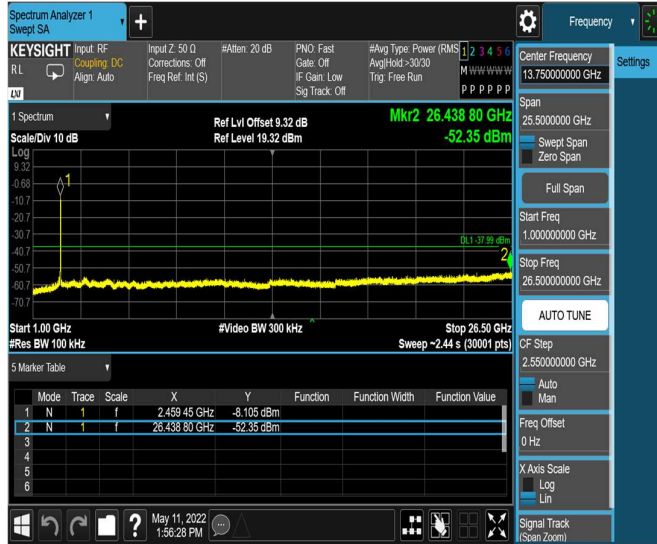 Spectrum Analyzer 1
Swept SA
+
Frequency
KEYSIGHT
Input: RF
Coupling: DC
Align: Auto
Input Z: 50 Ω
Corrections: Off
Freq Ref: Int (S)
#Atten: 20 dB
PNO: Fast
Gate: Off
IF Gain: Low
Sig Track: Off
#Avg Type: Power (RMS
Avg|Hold:>30/30
Trig: Free Run
1 2 3 4 5 6
M W W W W W
P P P P P P
R L
LXI
1 Spectrum
Scale/Div 10 dB
Ref Lvl Offset 9.32 dB
Ref Level 19.32 dBm
Mkr2 26.438 80 GHz
-52.35 dBm
Log
9.32
-0.68
-10.7
-20.7
-30.7
-40.7
-50.7
-60.7
-70.7
1
DL1 -37.99 dBm
2
Start 1.00 GHz
#Res BW 100 kHz
#Video BW 300 kHz
Stop 26.50 GHz
Sweep ~2.44 s (30001 pts)
5 Marker Table
Mode Trace Scale X Y Function Function Width Function Value
1 N 1 f 2.459 45 GHz -8.105 dBm
2 N 1 f 26.438 80 GHz -52.35 dBm
3
4
5
6
May 11, 2022
1:56:28 PM
Settings
Center Frequency
13.750000000 GHz
Span
25.5000000 GHz
Swept Span
Zero Span
Full Span
Start Freq
1.000000000 GHz
Stop Freq
26.500000000 GHz
AUTO TUNE
CF Step
2.550000000 GHz
Auto
Man
Freq Offset
0 Hz
X Axis Scale
Log
Lin
Signal Track
(Span Zoom)